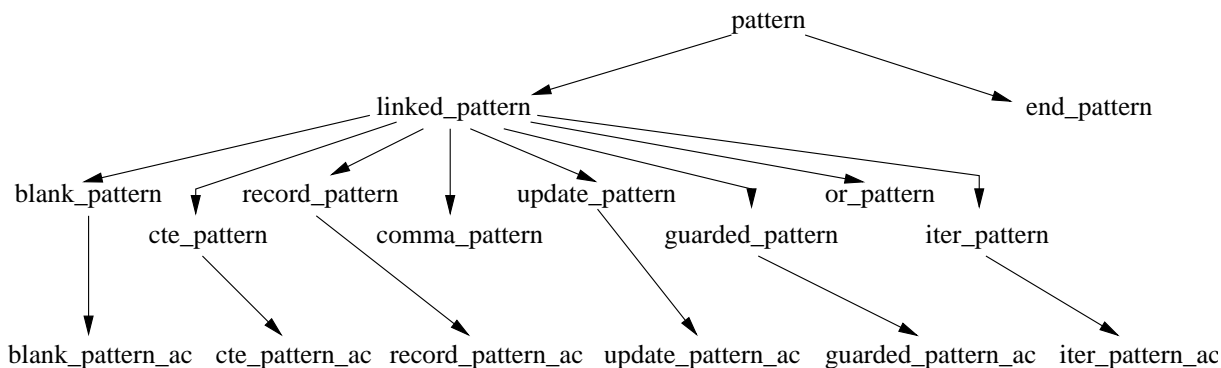 pattern
linked_pattern end_pattern
blank_pattern record_pattern update_pattern or_pattern
cte_pattern comma_pattern guarded_pattern iter_pattern
blank_pattern_ac cte_pattern_ac record_pattern_ac update_pattern_ac guarded_pattern_ac iter_pattern_ac